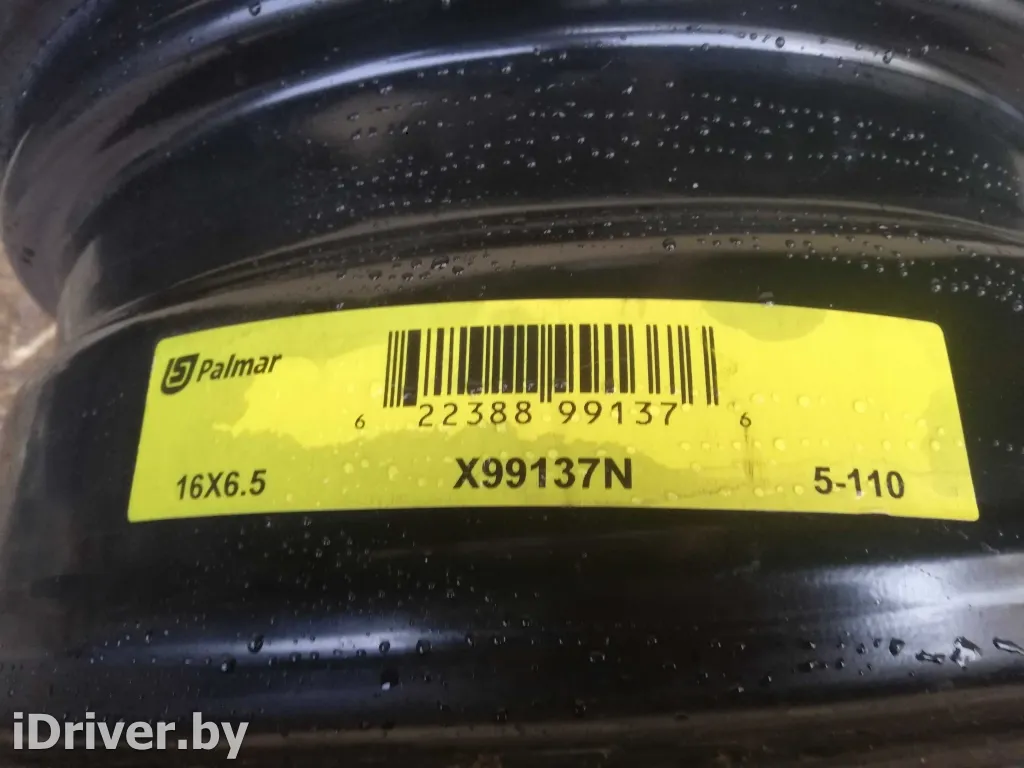 Palmar
6 22388 99137 6
16X6.5 X99137N 5-110
iDriver.by